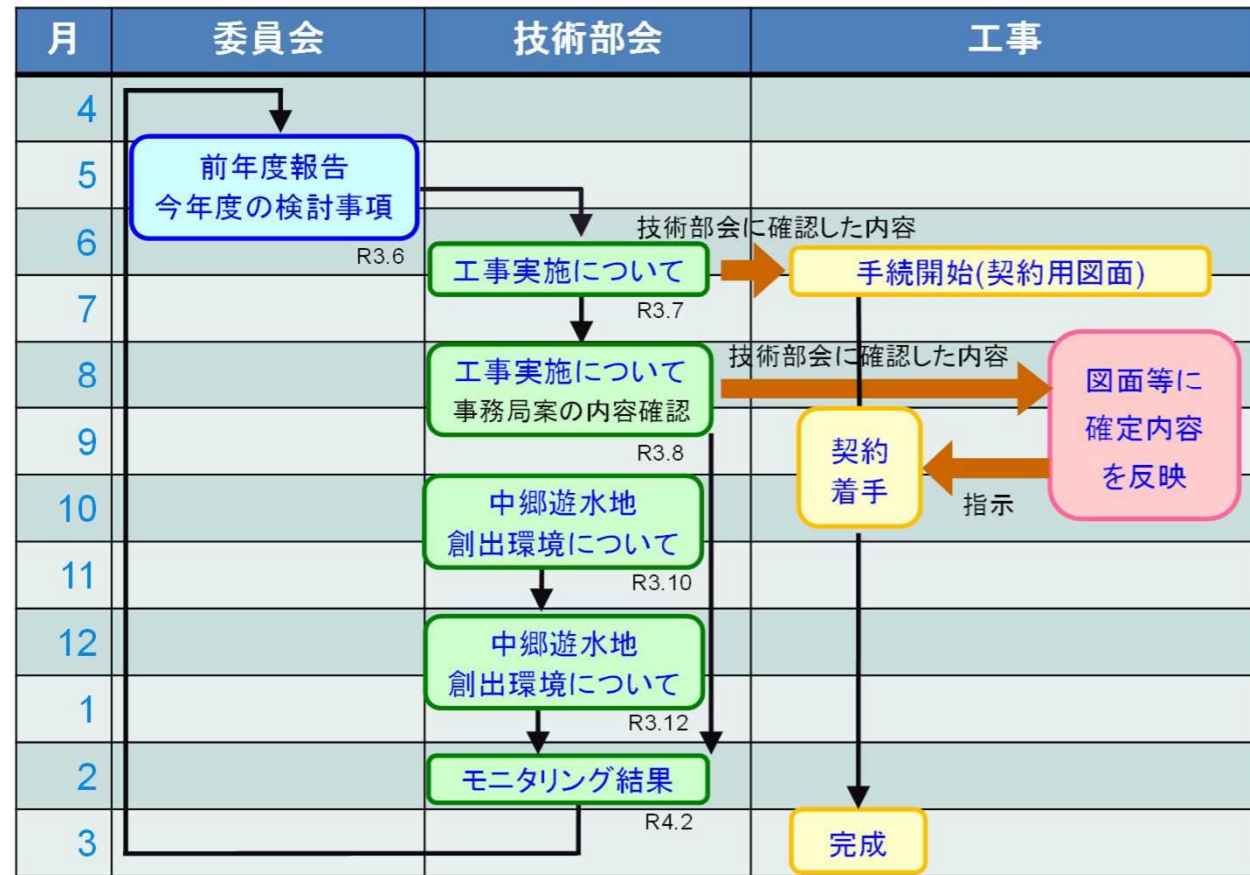 月 委員会 技術部会 工事
4
5
6
7
8
9
10
11
12
1
2
3
前年度報告
今年度の検討事項
R3.6
工事実施について
R3.7
工事実施について
事務局案の内容確認
R3.8
中郷遊水地
創出環境について
R3.10
中郷遊水地
創出環境について
R3.12
モニタリング結果
R4.2
技術部会に確認した内容
手続開始(契約用図面)
技術部会に確認した内容
図面等に
確定内容
を反映
指示
契約
着手
完成